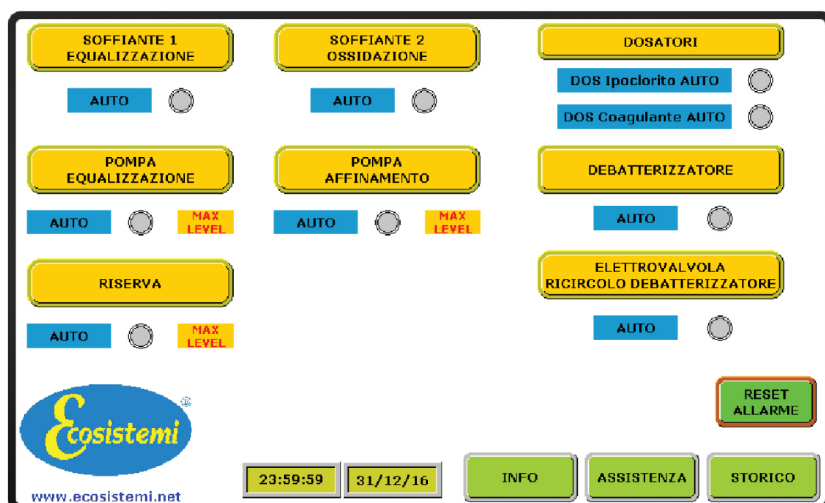 SOFFIANTE 1
EQUALIZZAZIONE
AUTO
SOFFIANTE 2
OSSIDAZIONE
AUTO
DOSATORI
DOS Ipoclorito AUTO
DOS Coagulante AUTO
POMPA
EQUALIZZAZIONE
AUTO
MAX
LEVEL
POMPA
AFFINAMENTO
AUTO
MAX
LEVEL
DEBATTERIZZATORE
AUTO
RISERVA
AUTO
MAX
LEVEL
ELETTROVALVOLA
RICIRCOLO DEBATTERIZZATORE
AUTO
RESET
ALLARME
Ecosistemi®
www.ecosistemi.net
23:59:59
31/12/16
INFO
ASSISTENZA
STORICO